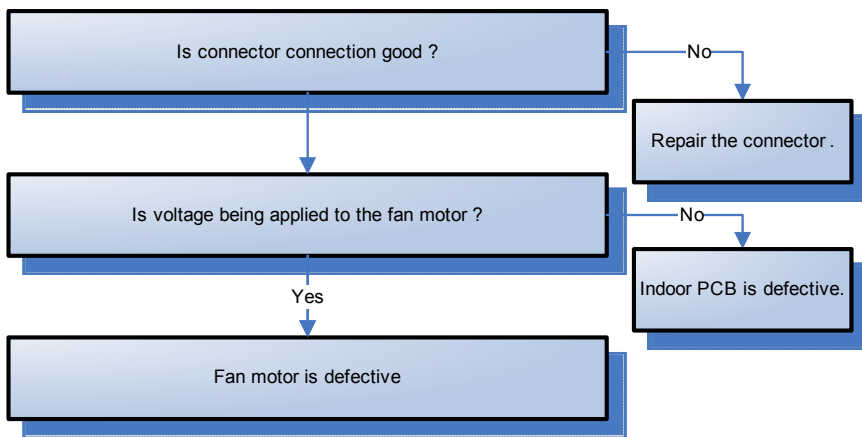 Is connector connection good ?
No
Repair the connector .
Is voltage being applied to the fan motor ?
No
Indoor PCB is defective.
Yes
Fan motor is defective